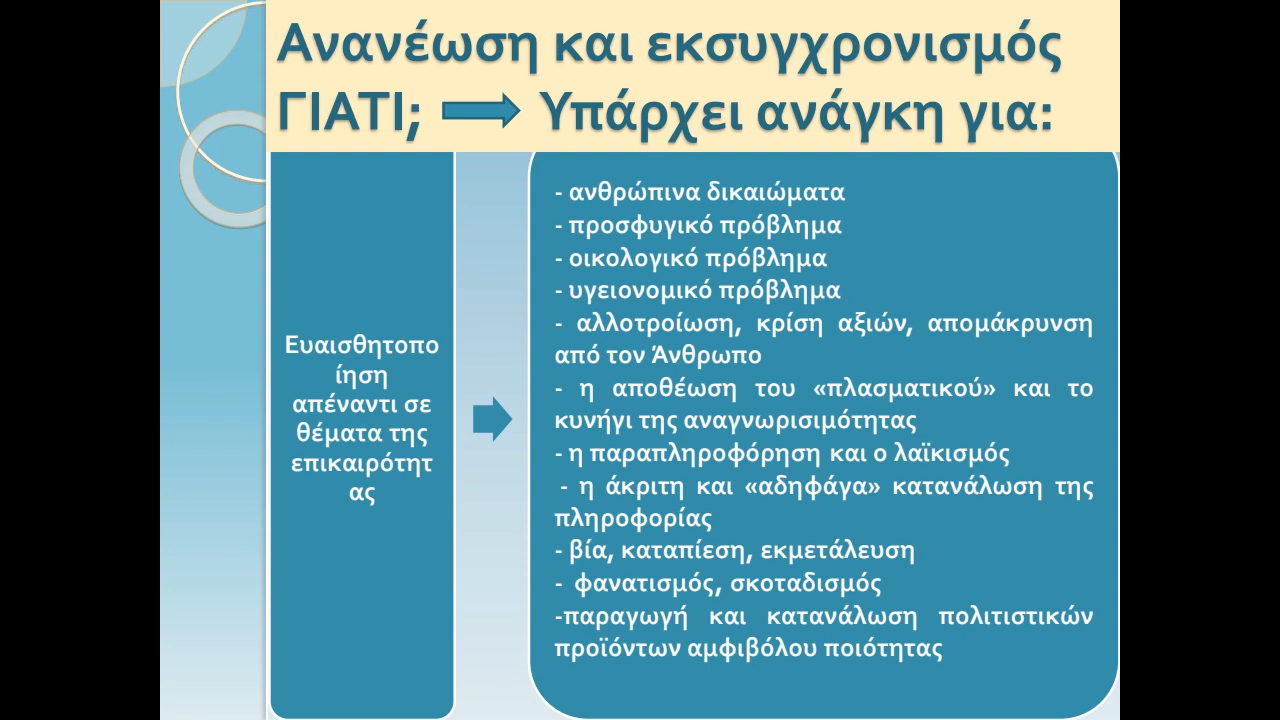 Ανανέωση και εκσυγχρονισμός
ΓΙΑΤΙ; Υπάρχει ανάγκη για:
Ευαισθητοπο
ίηση
απέναντι σε
θέματα της
επικαιρότητ
ας
- ανθρώπινα δικαιώματα
- προσφυγικό πρόβλημα
- οικολογικό πρόβλημα
- υγειονομικό πρόβλημα
- αλλοτροίωση, κρίση αξιών, απομάκρυνση
από τον Άνθρωπο
- η αποθέωση του «πλασματικού» και το
κυνήγι της αναγνωρισιμότητας
- η παραπληροφόρηση και ο λαϊκισμός
- η άκριτη και «αδηφάγα» κατανάλωση της
πληροφορίας
- βία, καταπίεση, εκμετάλευση
- φανατισμός, σκοταδισμός
-παραγωγή και κατανάλωση πολιτιστικών
προϊόντων αμφιβόλου ποιότητας